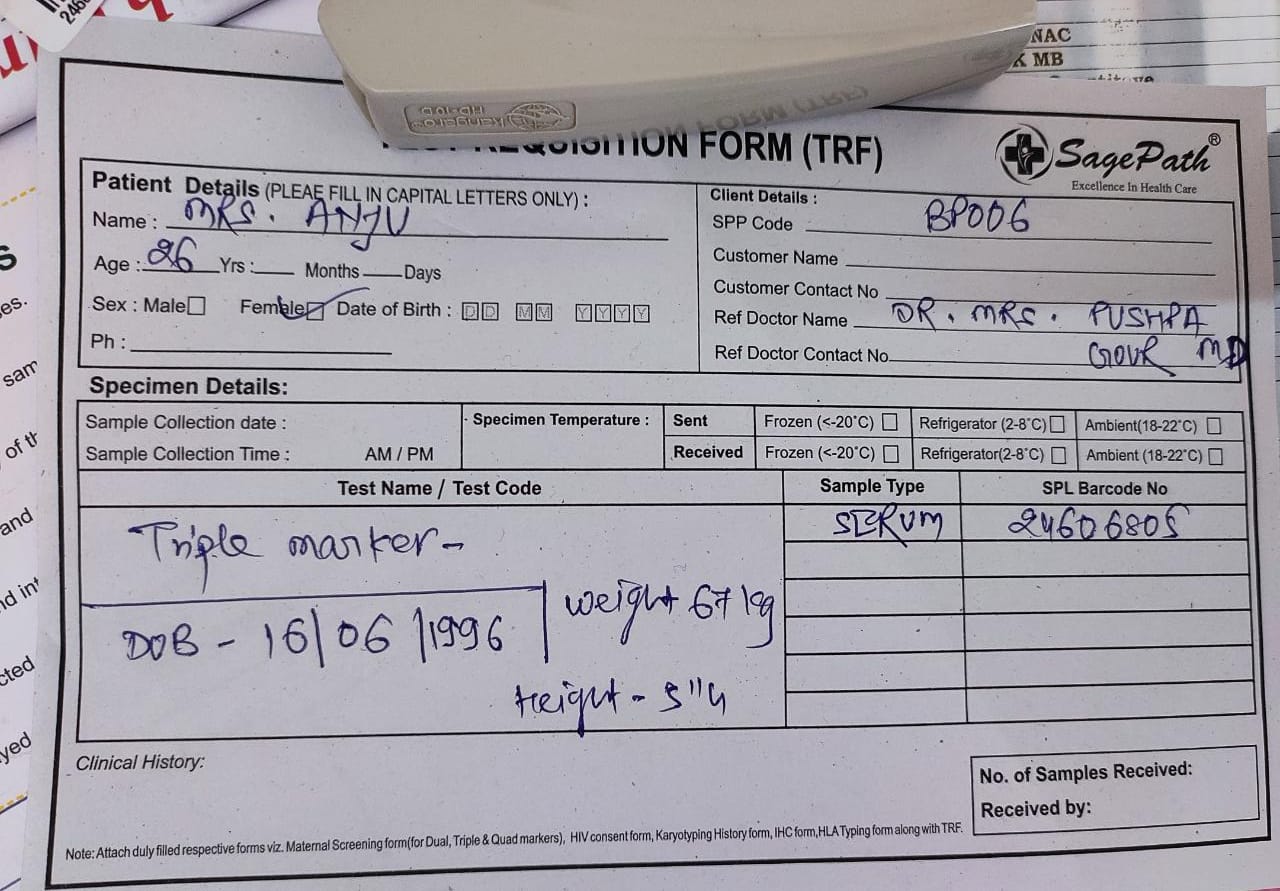 NAC
K MB
REQUISITION FORM (TRF)
SagePath®
Excellence In Health Care
Patient Details (PLEAE FILL IN CAPITAL LETTERS ONLY) :
Name : MRS. ANJU
Age : 26 Yrs : Months Days
Sex : Male Female Date of Birth : DD MM YYYY
Ph :
Client Details :
SPP Code BP006
Customer Name
Customer Contact No
Ref Doctor Name DR. MRS. PUSHPA
Ref Doctor Contact No. GOUR MD
Specimen Details:
Sample Collection date :
Sample Collection Time : AM / PM
Specimen Temperature :
Sent Frozen (<-20°C) Refrigerator (2-8°C) Ambient(18-22°C)
Received Frozen (<-20°C) Refrigerator(2-8°C) Ambient (18-22°C)
Test Name / Test Code Sample Type SPL Barcode No
Triple marker- SERUM 24606805
DOB - 16/06/1996
weight 67 kg
Height - 5"4
Clinical History:
No. of Samples Received:
Received by:
Note: Attach duly filled respective forms viz. Maternal Screening form(for Dual, Triple & Quad markers), HIV consent form, Karyotyping History form, IHC form,HLA Typing form along with TRF.